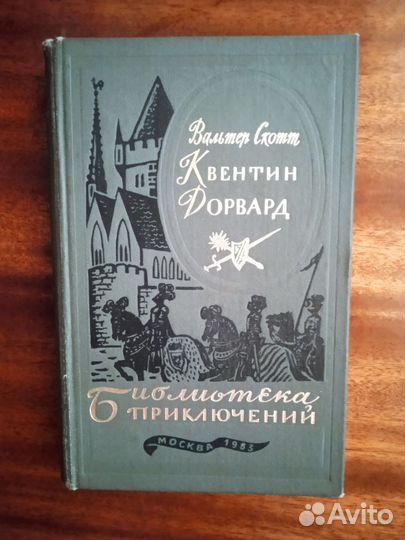 Вальтер Скотт
Квентин
Дорвард
Библиотека
приключений
МОСКВА 1983
Avito